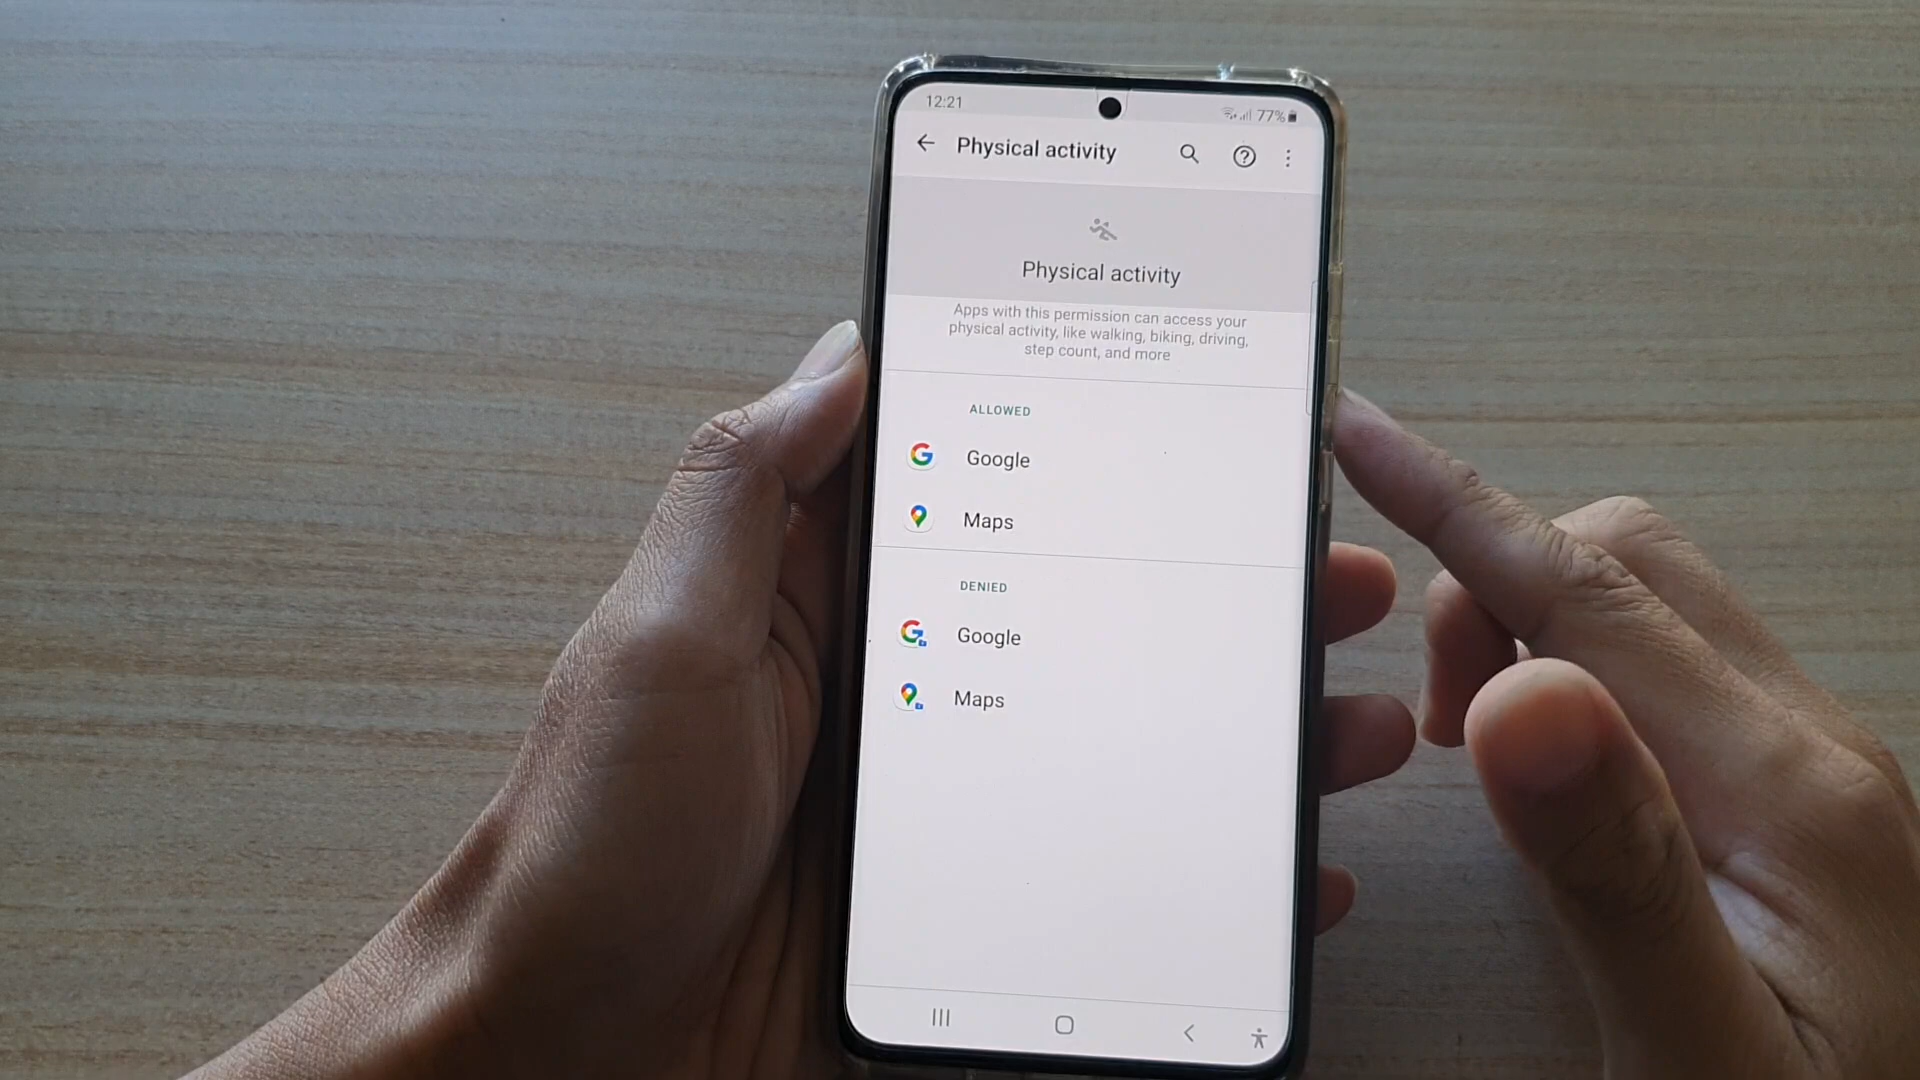 12:21
77%
Physical activity
Physical activity
Apps with this permission can access your
physical activity, like walking, biking, driving,
step count, and more
ALLOWED
Google
Maps
DENIED
Google
Maps